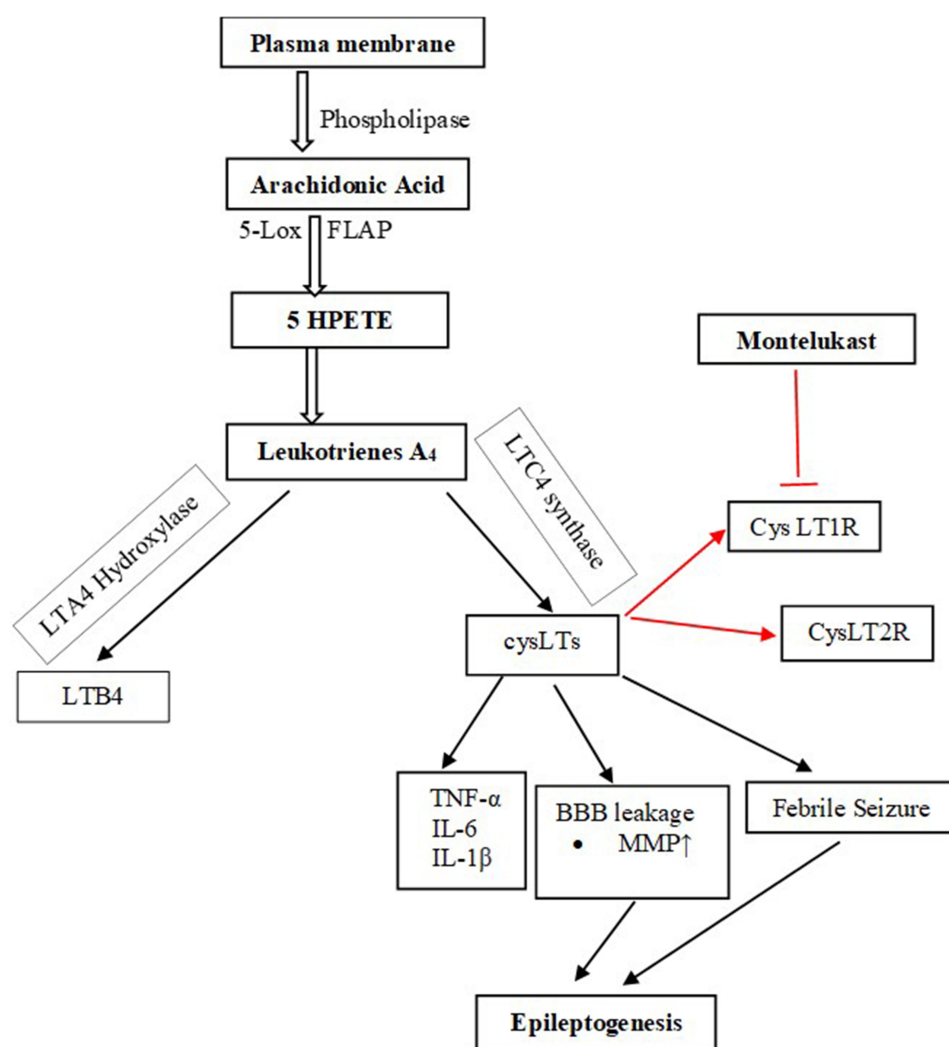 Plasma membrane
Phospholipase
Arachidonic Acid
5-Lox FLAP
5 HPETE
Montelukast
Leukotrienes A₄
LTC4 synthase
LTA4 Hydroxylase
Cys LT1R
cysLTs
CysLT2R
LTB4
TNF-α
IL-6
IL-1β
BBB leakage
• MMP↑
Febrile Seizure
Epileptogenesis